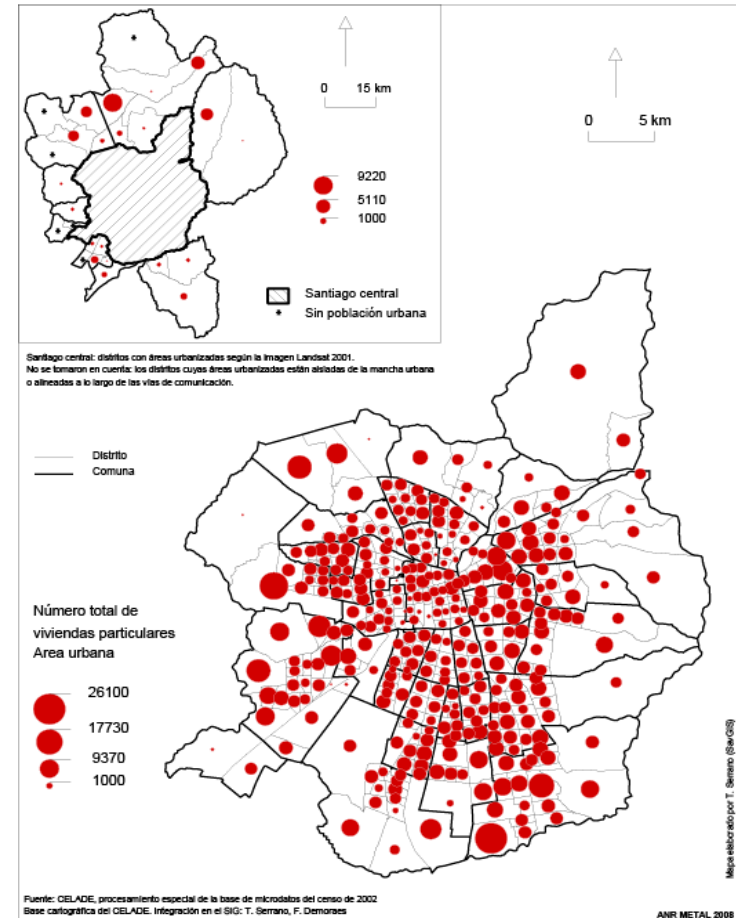 0 15 km
0 5 km
9220
5110
1000
Santiago central
Sin población urbana
Santiago central: distritos con áreas urbanizadas según la imagen Landsat 2001.
No se tomaron en cuenta: los distritos cuyas áreas urbanizadas están aisladas de la mancha urbana
o alineadas a lo largo de las vías de comunicación.
Distrito
Comuna
Número total de
viviendas particulares
Area urbana
26100
17730
9370
1000
Mapa elaborado por T. Serrano (SavGIS)
Fuente: CELADE, procesamiento especial de la base de microdatos del censo de 2002
Base cartográfica del CELADE. Integración en el SIG: T. Serrano, F. Demoraes
ANR METAL 2008